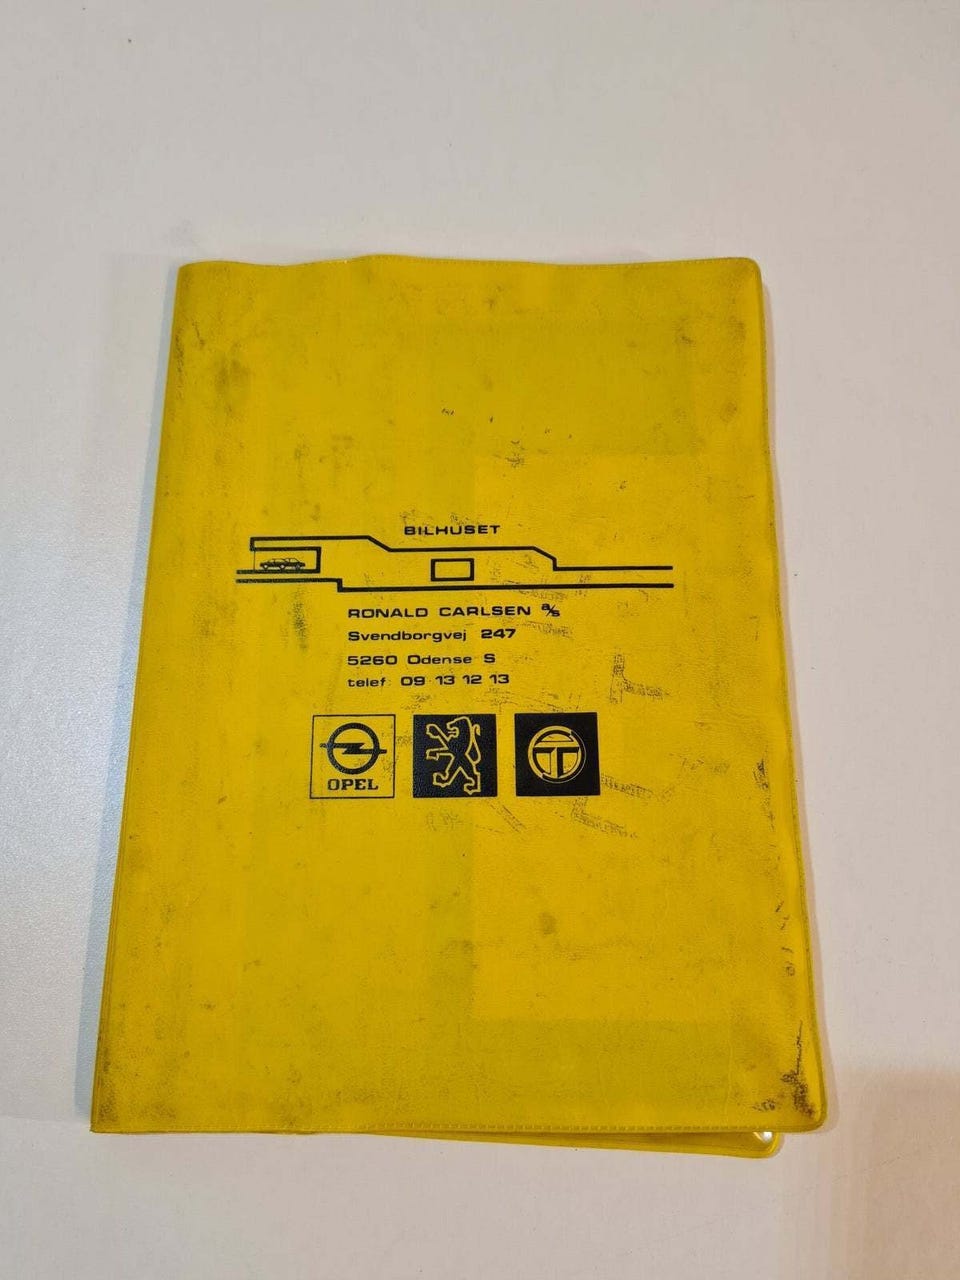 BILHUSET
RONALD CARLSEN a/s
Svendborgvej 247
5260 Odense S
telef: 09 13 12 13
OPEL